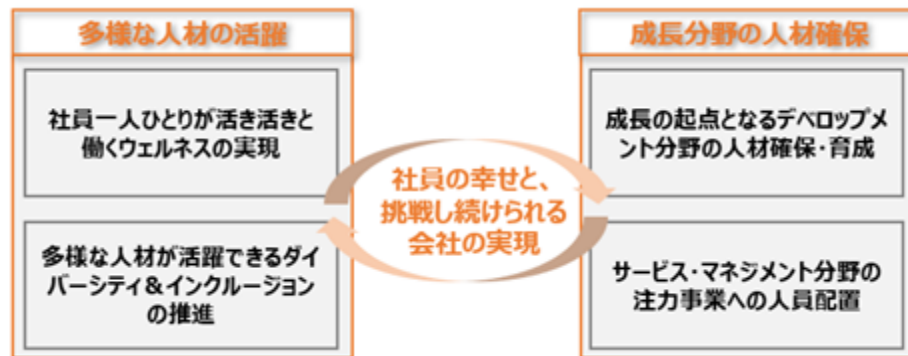 多様な人材の活躍
社員一人ひとりが活き活きと
働くウェルネスの実現
多様な人材が活躍できるダイ
バーシティ＆インクルージョン
の推進
社員の幸せと、
挑戦し続けられる
会社の実現
成長分野の人材確保
成長の起点となるデベロップメ
ント分野の人材確保・育成
サービス・マネジメント分野の
注力事業への人員配置